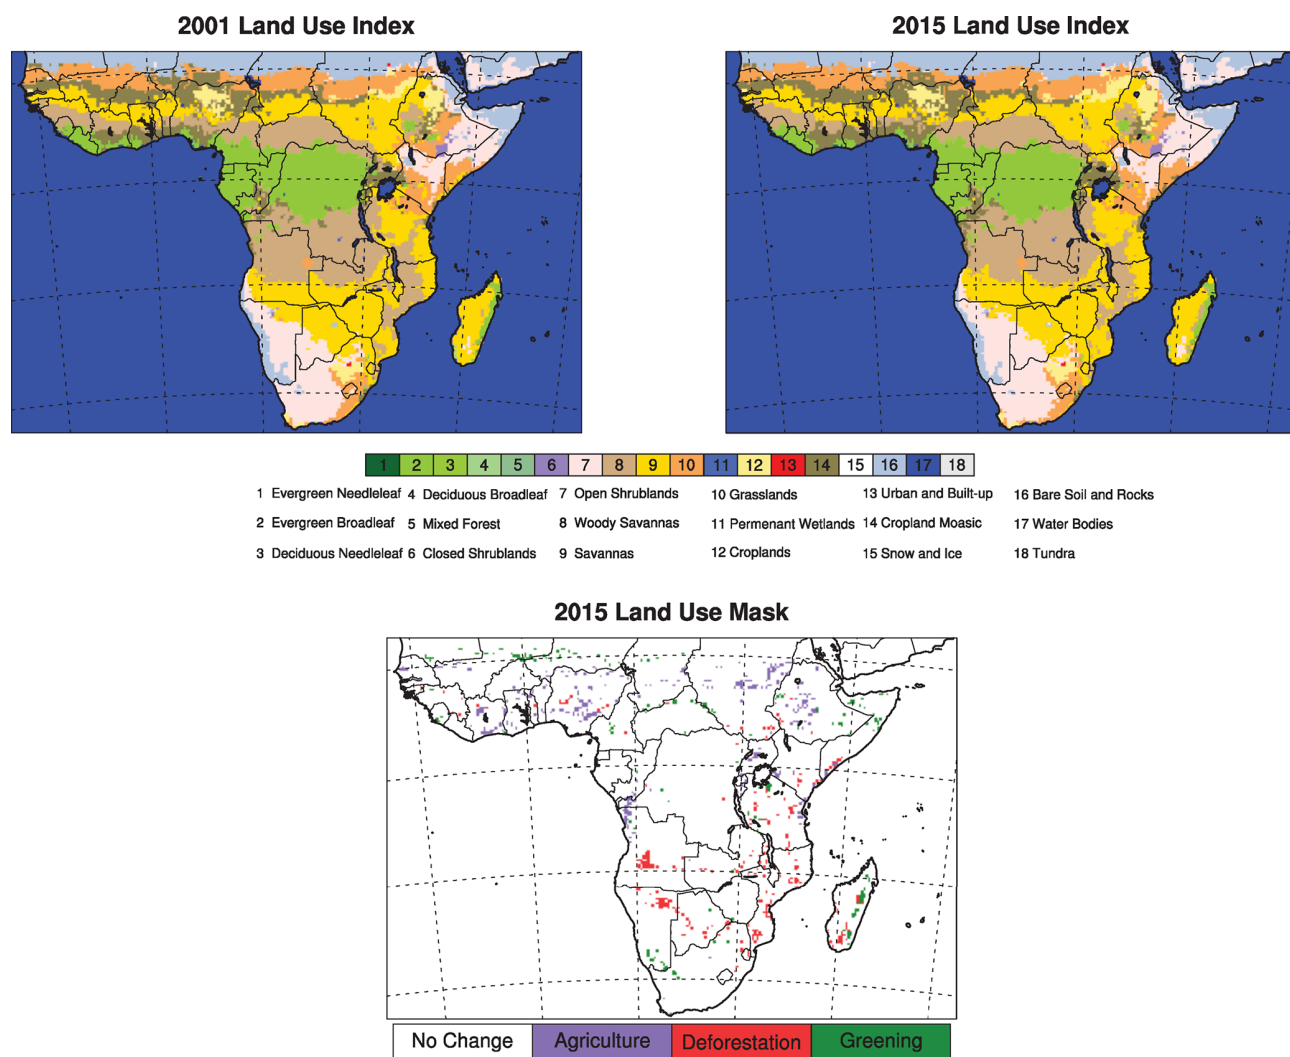 2001 Land Use Index 2015 Land Use Index
1 2 3 4 5 6 7 8 9 10 11 12 13 14 15 16 17 18
1 Evergreen Needleleaf 4 Deciduous Broadleaf 7 Open Shrublands 10 Grasslands 13 Urban and Built-up 16 Bare Soil and Rocks
2 Evergreen Broadleaf 5 Mixed Forest 8 Woody Savannas 11 Permenant Wetlands 14 Cropland Moasic 17 Water Bodies
3 Deciduous Needleleaf 6 Closed Shrublands 9 Savannas 12 Croplands 15 Snow and Ice 18 Tundra
2015 Land Use Mask
No Change Agriculture Deforestation Greening